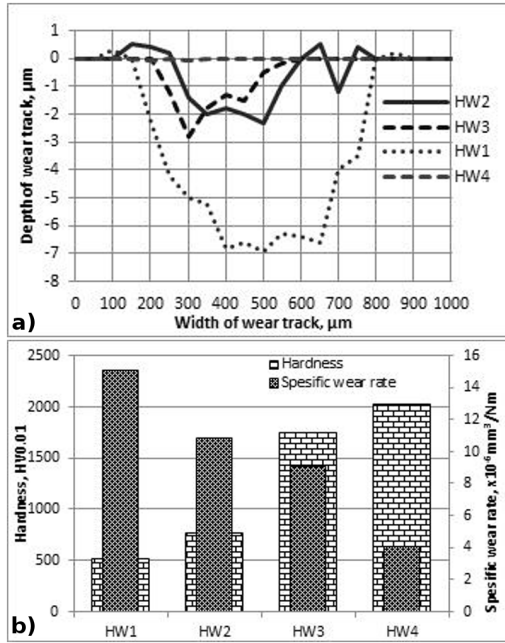 1
0
-1
-2
-3
-4
-5
-6
-7
-8
Depth of wear track, µm
HW2
HW3
HW1
HW4
0 100 200 300 400 500 600 700 800 900 1000
Width of wear track, µm
a)
2500
2000
1500
1000
500
0
Hardness, HV0.01
Hardness
Spesific wear rate
16
14
12
10
8
6
4
2
0
Spesific wear rate, x10⁻⁶ mm³/Nm
HW1 HW2 HW3 HW4
b)